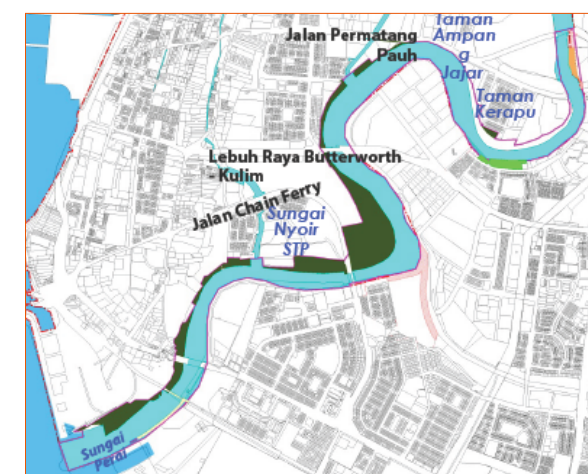 Taman
Ampan
g
Jajar
Jalan Permatang
Pauh
Taman
Kerapu
Lebuh Raya Butterworth
- Kulim
Jalan Chain Ferry
Sungai
Nyoir
STP
Sungai
Perai